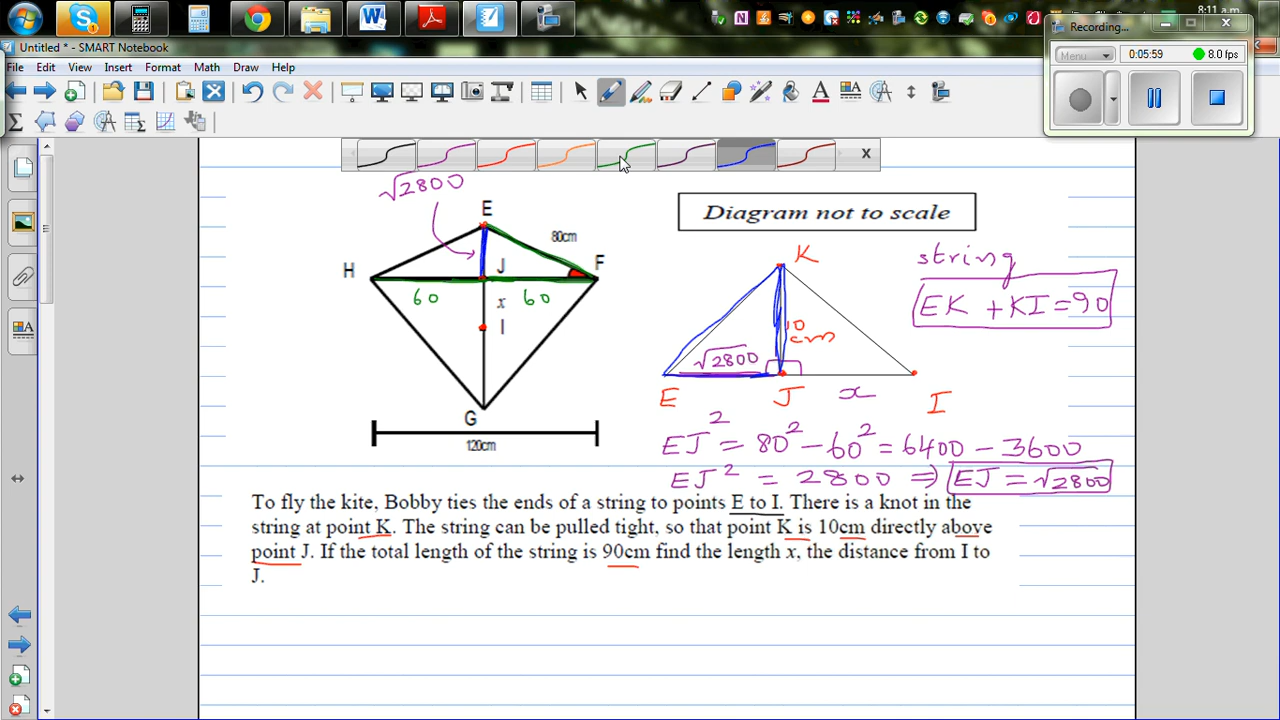 8:11 a.m.
Recording...
Untitled * - SMART Notebook
Menu
0:05:59
8.0 fps
File Edit View Insert Format Math Draw Help
x
√2800
E
80cm
Diagram not to scale
K
string
H
J
F
EK + KI = 90
60
x
60
10
cm
I
√2800
E
J
x
I
G
EJ² = 80² - 60² = 6400 - 3600
120cm
EJ² = 2800 ⇒ EJ = √2800
To fly the kite, Bobby ties the ends of a string to points E to I. There is a knot in the
string at point K. The string can be pulled tight, so that point K is 10cm directly above
point J. If the total length of the string is 90cm find the length x, the distance from I to
J.